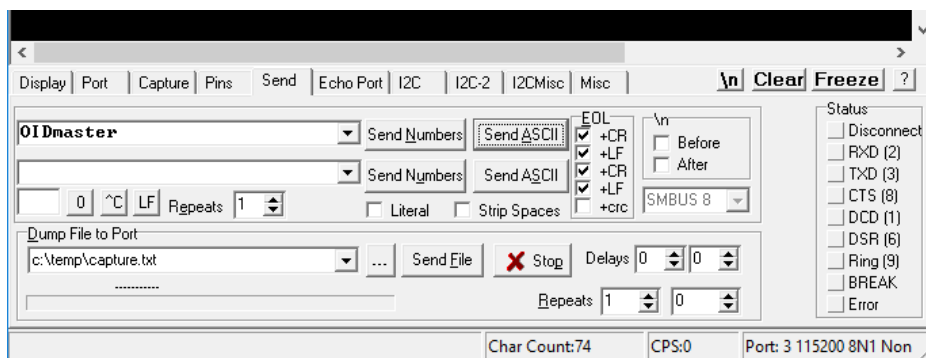 Display Port Capture Pins Send Echo Port I2C I2C-2 I2CMisc Misc \n Clear Freeze ?
OIDmaster Send Numbers Send ASCII
Send Numbers Send ASCII
0 ^C LF Repeats 1 Literal Strip Spaces
EOL
+CR
+LF
+CR
+LF
+crc
\n
Before
After
SMBUS 8
Dump File to Port
c:\temp\capture.txt ... Send File Stop Delays 0 0
Repeats 1 0
Status
Disconnect
RXD (2)
TXD (3)
CTS (8)
DCD (1)
DSR (6)
Ring (9)
BREAK
Error
Char Count:74 CPS:0 Port: 3 115200 8N1 Non